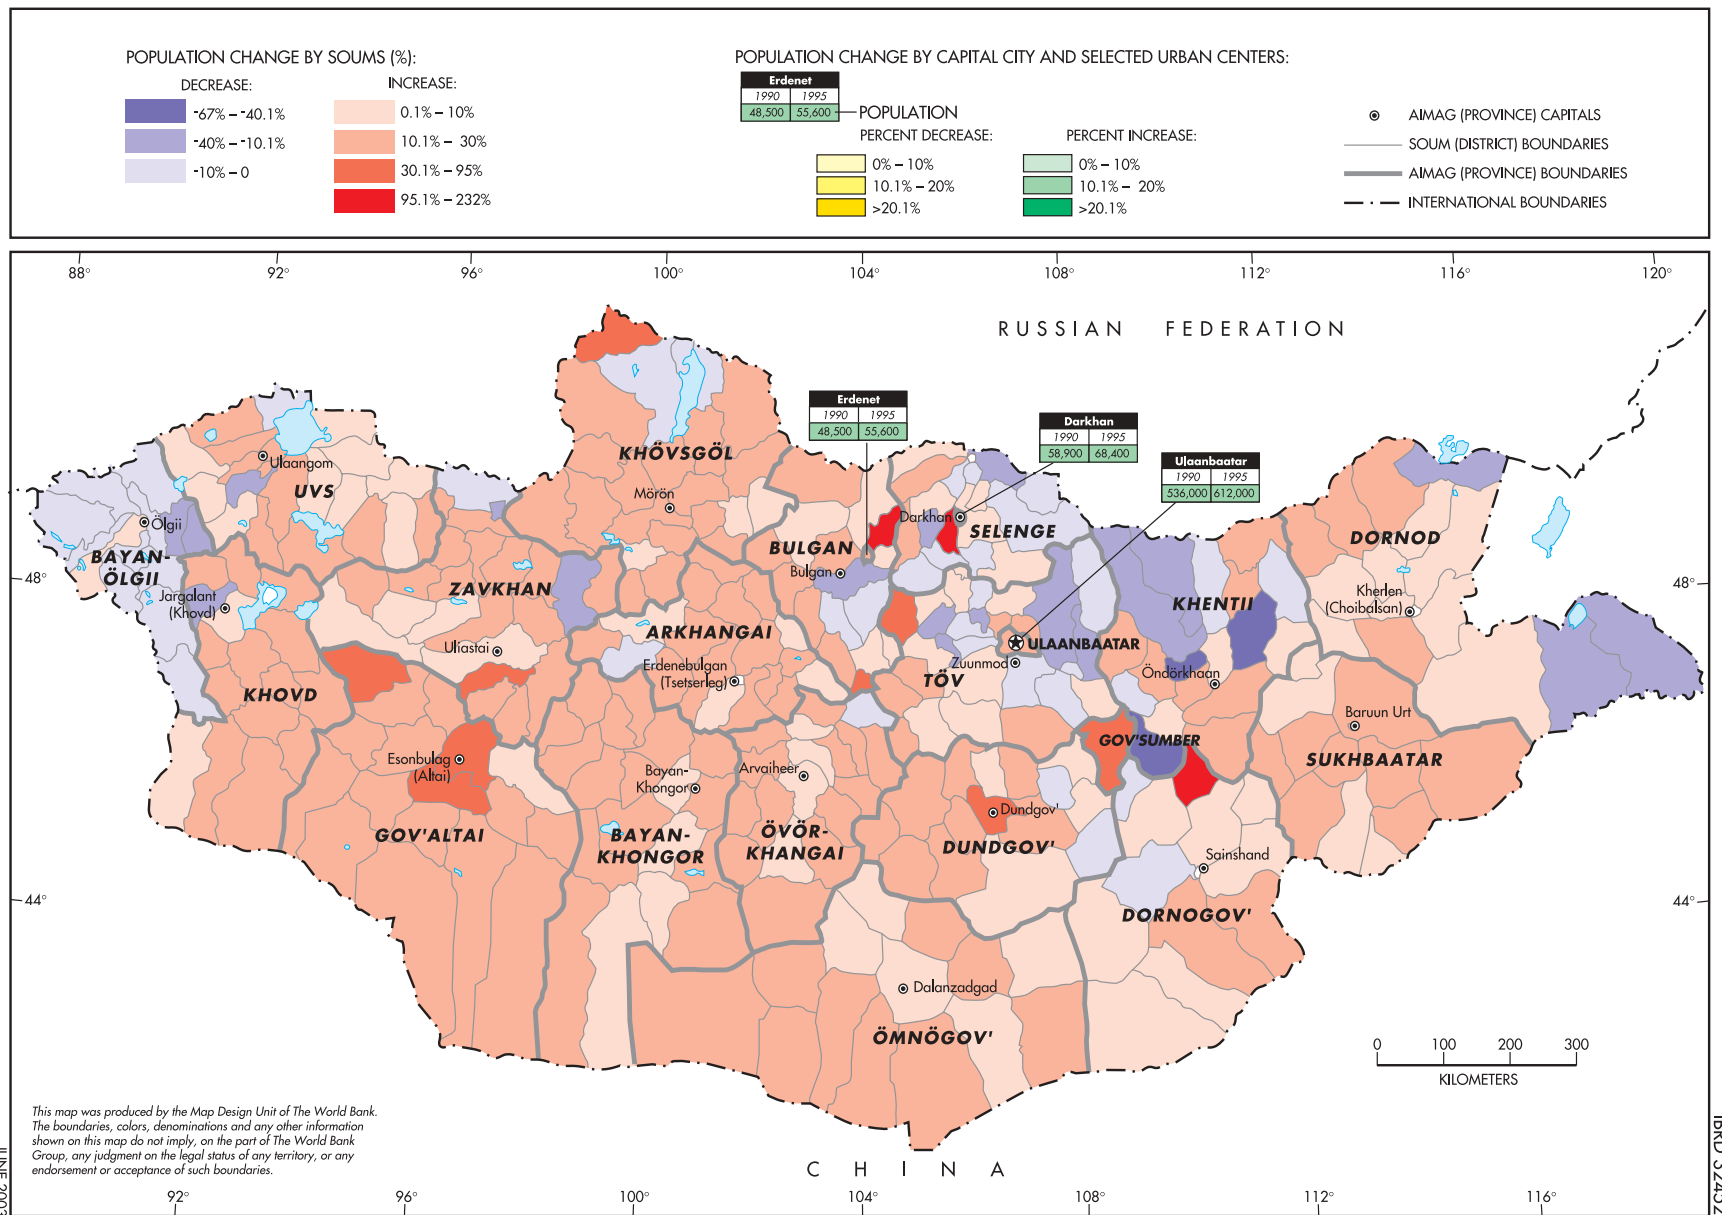 POPULATION CHANGE BY SOUMS (%):
DECREASE:
INCREASE:
-67% – -40.1%
-40% – -10.1%
-10% – 0
0.1% – 10%
10.1% – 30%
30.1% – 95%
95.1% – 232%
POPULATION CHANGE BY CAPITAL CITY AND SELECTED URBAN CENTERS:
Erdenet
1990 1995
48,500 55,600
POPULATION
PERCENT DECREASE:
0% – 10%
10.1% – 20%
>20.1%
PERCENT INCREASE:
0% – 10%
10.1% – 20%
>20.1%
AIMAG (PROVINCE) CAPITALS
SOUM (DISTRICT) BOUNDARIES
AIMAG (PROVINCE) BOUNDARIES
INTERNATIONAL BOUNDARIES
88° 92° 96° 100° 104° 108° 112° 116° 120°
RUSSIAN FEDERATION
Erdenet
1990 1995
48,500 55,600
Darkhan
1990 1995
58,900 68,400
Ulaanbaatar
1990 1995
536,000 612,000
KHÖVSGÖL
Mörön
Ulaangom
UVS
Ölgii
BAYAN-
ÖLGII
Jargalant
(Khovd)
KHOVD
ZAVKHAN
Uliastai
BULGAN
Bulgan
Darkhan
SELENGE
ARKHANGAI
Erdenebulgan
(Tsetserleg)
ULAANBAATAR
Zuunmod
TÖV
KHENTII
Öndörkhaan
DORNOD
Kherlen
(Choibalsan)
Baruun Urt
SUKHBAATAR
GOV'SUMBER
Esonbulag
(Altai)
GOV'ALTAI
Bayan-
Khongor
BAYAN-
KHONGOR
Arvaiheer
ÖVÖR-
KHANGAI
Dundgov'
DUNDGOV'
Sainshand
DORNOGOV'
Dalanzadgad
ÖMNÖGOV'
48°
48°
44°
44°
0 100 200 300
KILOMETERS
This map was produced by the Map Design Unit of The World Bank.
The boundaries, colors, denominations and any other information
shown on this map do not imply, on the part of The World Bank
Group, any judgment on the legal status of any territory, or any
endorsement or acceptance of such boundaries.
CHINA
92° 96° 100° 104° 108° 112° 116°
JUNE 2003
IBRD 32452